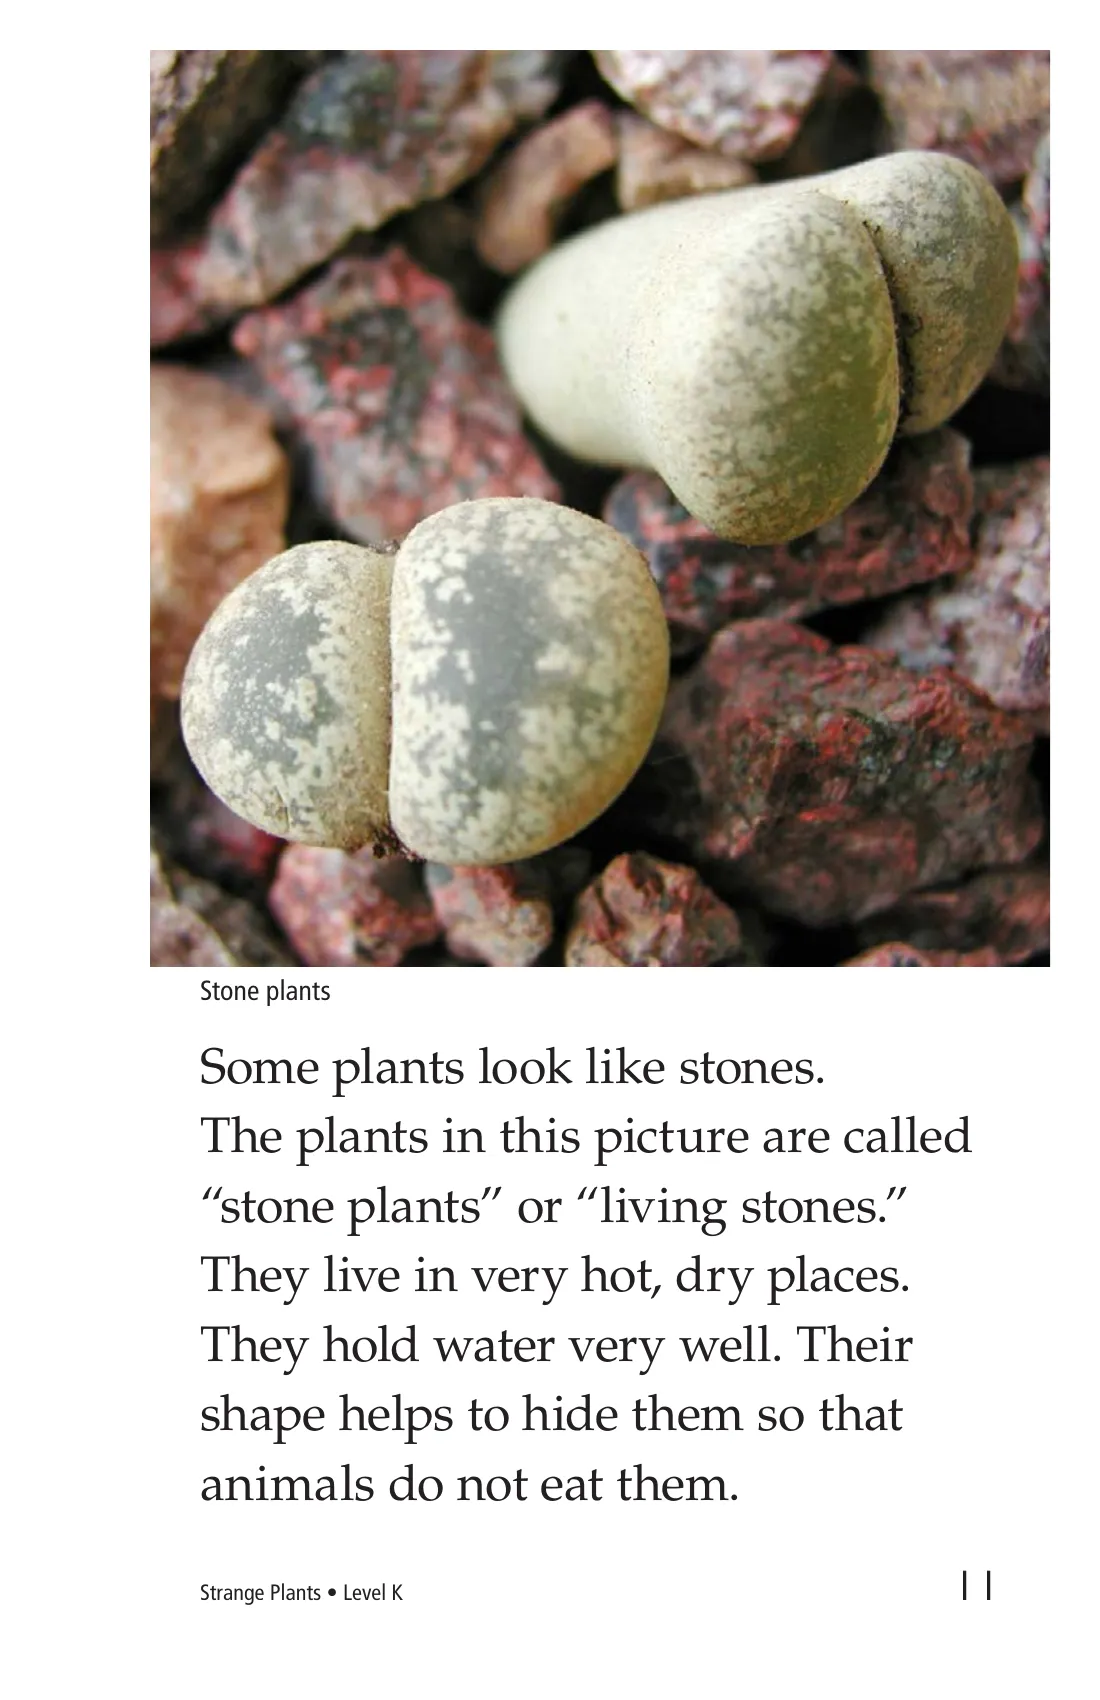 Stone plants
Some plants look like stones.
The plants in this picture are called
“stone plants” or “living stones.”
They live in very hot, dry places.
They hold water very well. Their
shape helps to hide them so that
animals do not eat them.
Strange Plants • Level K
11